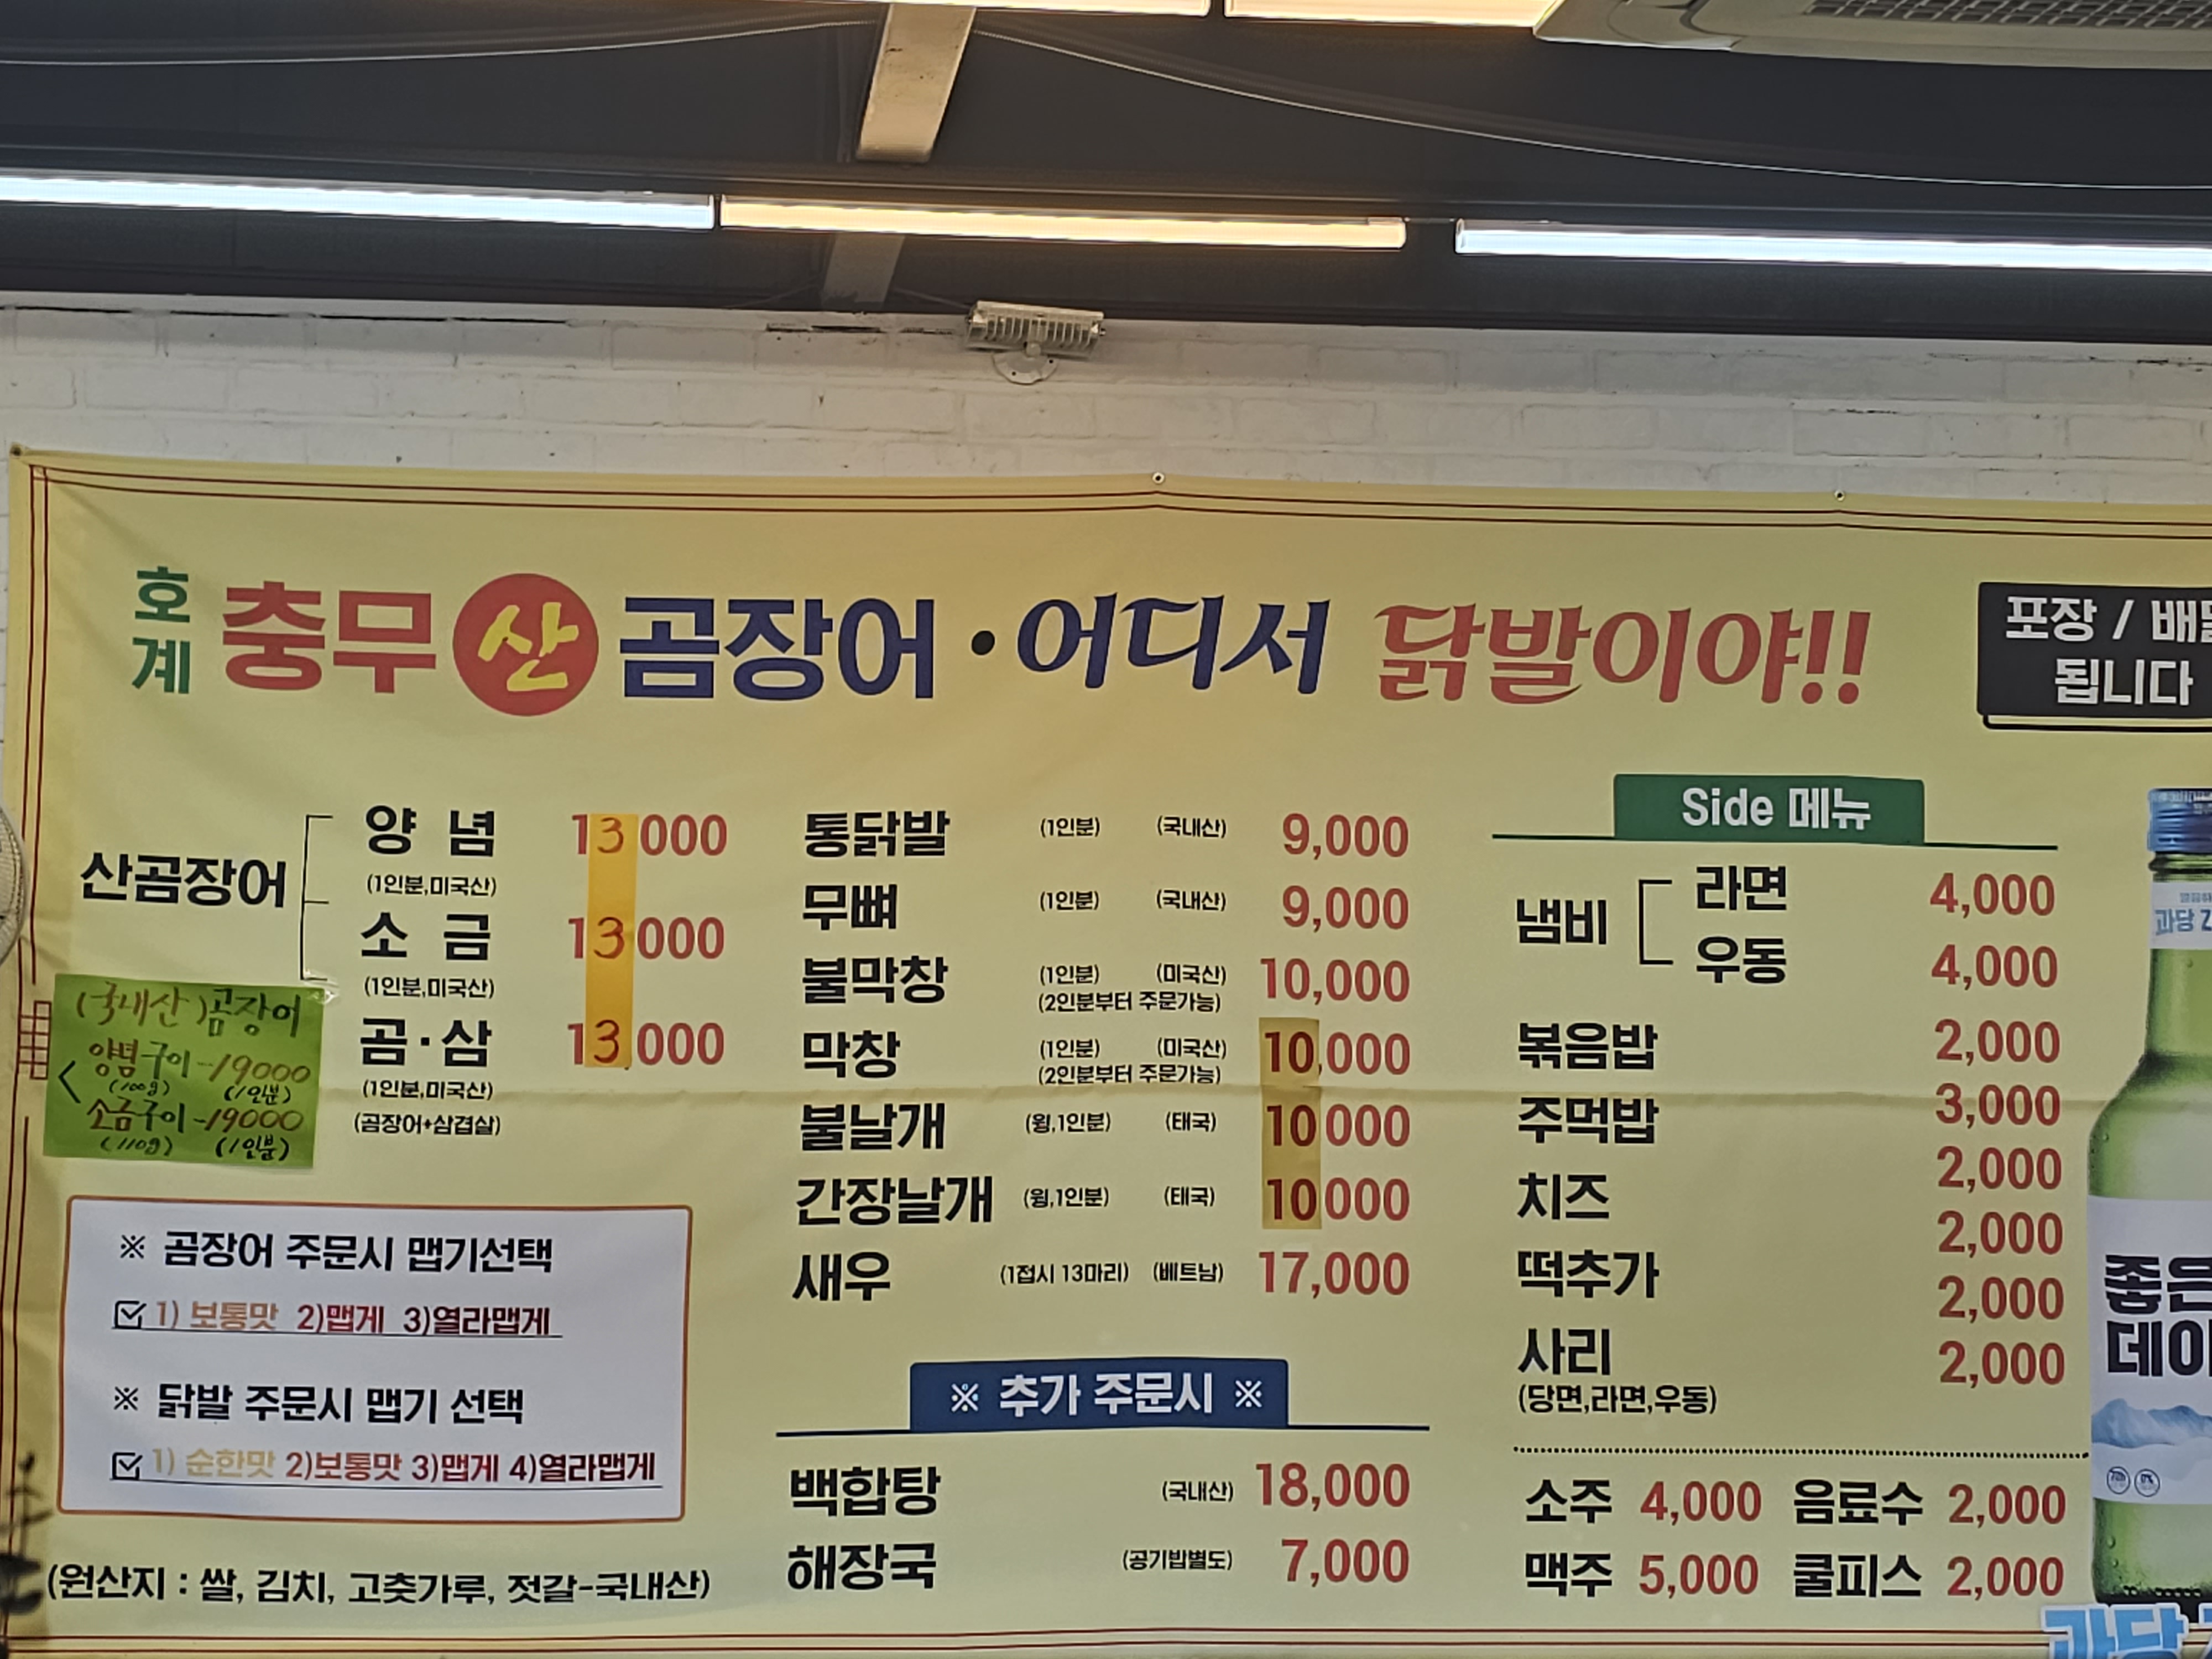 호계 충무 산 곰장어 · 어디서 닭발이야!!
포장 /
됩니다
산곰장어
양 념 13000
(1인분,미국산)
소 금 13000
(1인분,미국산)
곰·삼 13,000
(1인분,미국산)
(곰장어+삼겹살)
(국내산)곰장어
양념구이-19000
(100g) (1인분)
소금구이-19000
(110g) (1인분)
※ 곰장어 주문시 맵기선택
1) 보통맛 2)맵게 3)열라맵게
※ 닭발 주문시 맵기 선택
1) 순한맛 2)보통맛 3)맵게 4)열라맵게
(원산지 : 쌀, 김치, 고춧가루, 젓갈-국내산)
통닭발 (1인분) (국내산) 9,000
무뼈 (1인분) (국내산) 9,000
불막창 (1인분) (미국산) 10,000
(2인분부터 주문가능)
막창 (1인분) (미국산) 10,000
(2인분부터 주문가능)
불날개 (윙,1인분) (태국) 10000
간장날개 (윙,1인분) (태국) 10000
새우 (1접시 13마리) (베트남) 17,000
※ 추가 주문시 ※
백합탕 (국내산) 18,000
해장국 (공기밥별도) 7,000
Side 메뉴
냄비
라면 4,000
우동 4,000
볶음밥 2,000
주먹밥 3,000
치즈 2,000
2,000
떡추가 2,000
사리 2,000
(당면,라면,우동)
소주 4,000 음료수 2,000
맥주 5,000 쿨피스 2,000
과당
좋은
과당